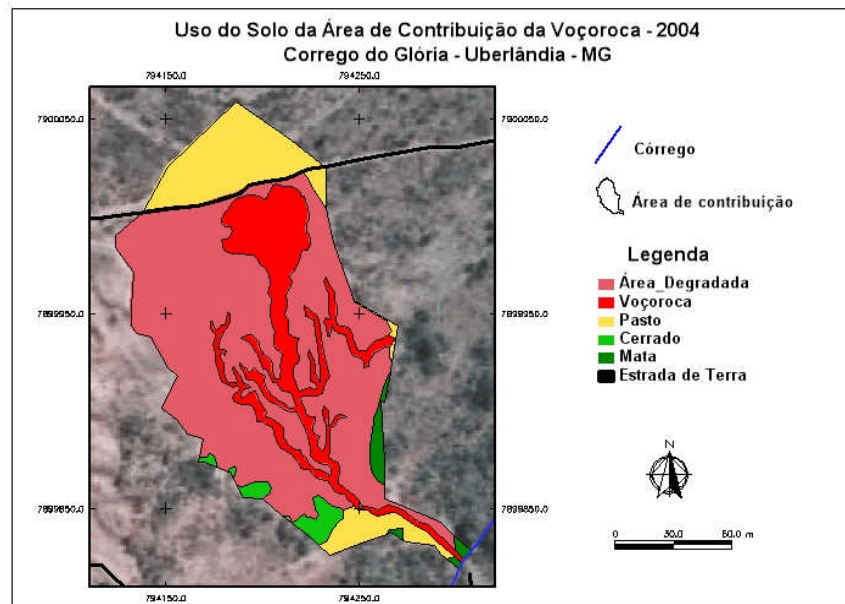 Uso do Solo da Área de Contribuição da Voçoroca - 2004
Corrego do Glória - Uberlândia - MG
794150.0 794250.0
7900050.0 7900050.0
Córrego
Área de contribuição
Legenda
Área_Degradada
Voçoroca
Pasto
Cerrado
Mata
Estrada de Terra
7899950.0 7899950.0
N
7899850.0 7899850.0
0 30.0 60.0 m
794150.0 794250.0